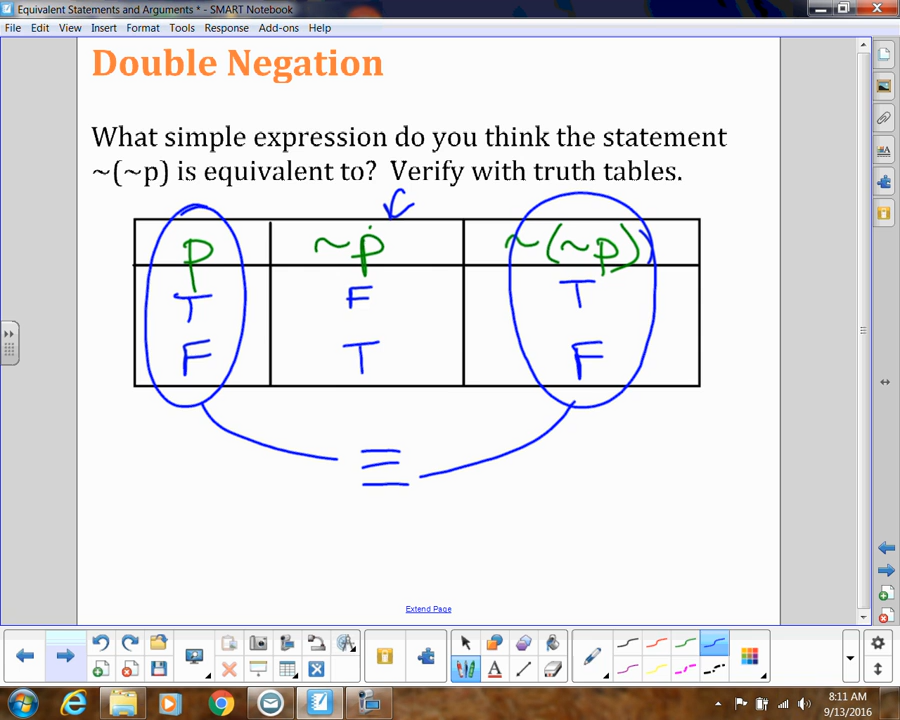 Equivalent Statements and Arguments * - SMART Notebook
File Edit View Insert Format Tools Response Add-ons Help
Double Negation
What simple expression do you think the statement
~(~p) is equivalent to? Verify with truth tables.
p ~p ~(~p)
T F T
F T F
≡
Extend Page
8:11 AM
9/13/2016